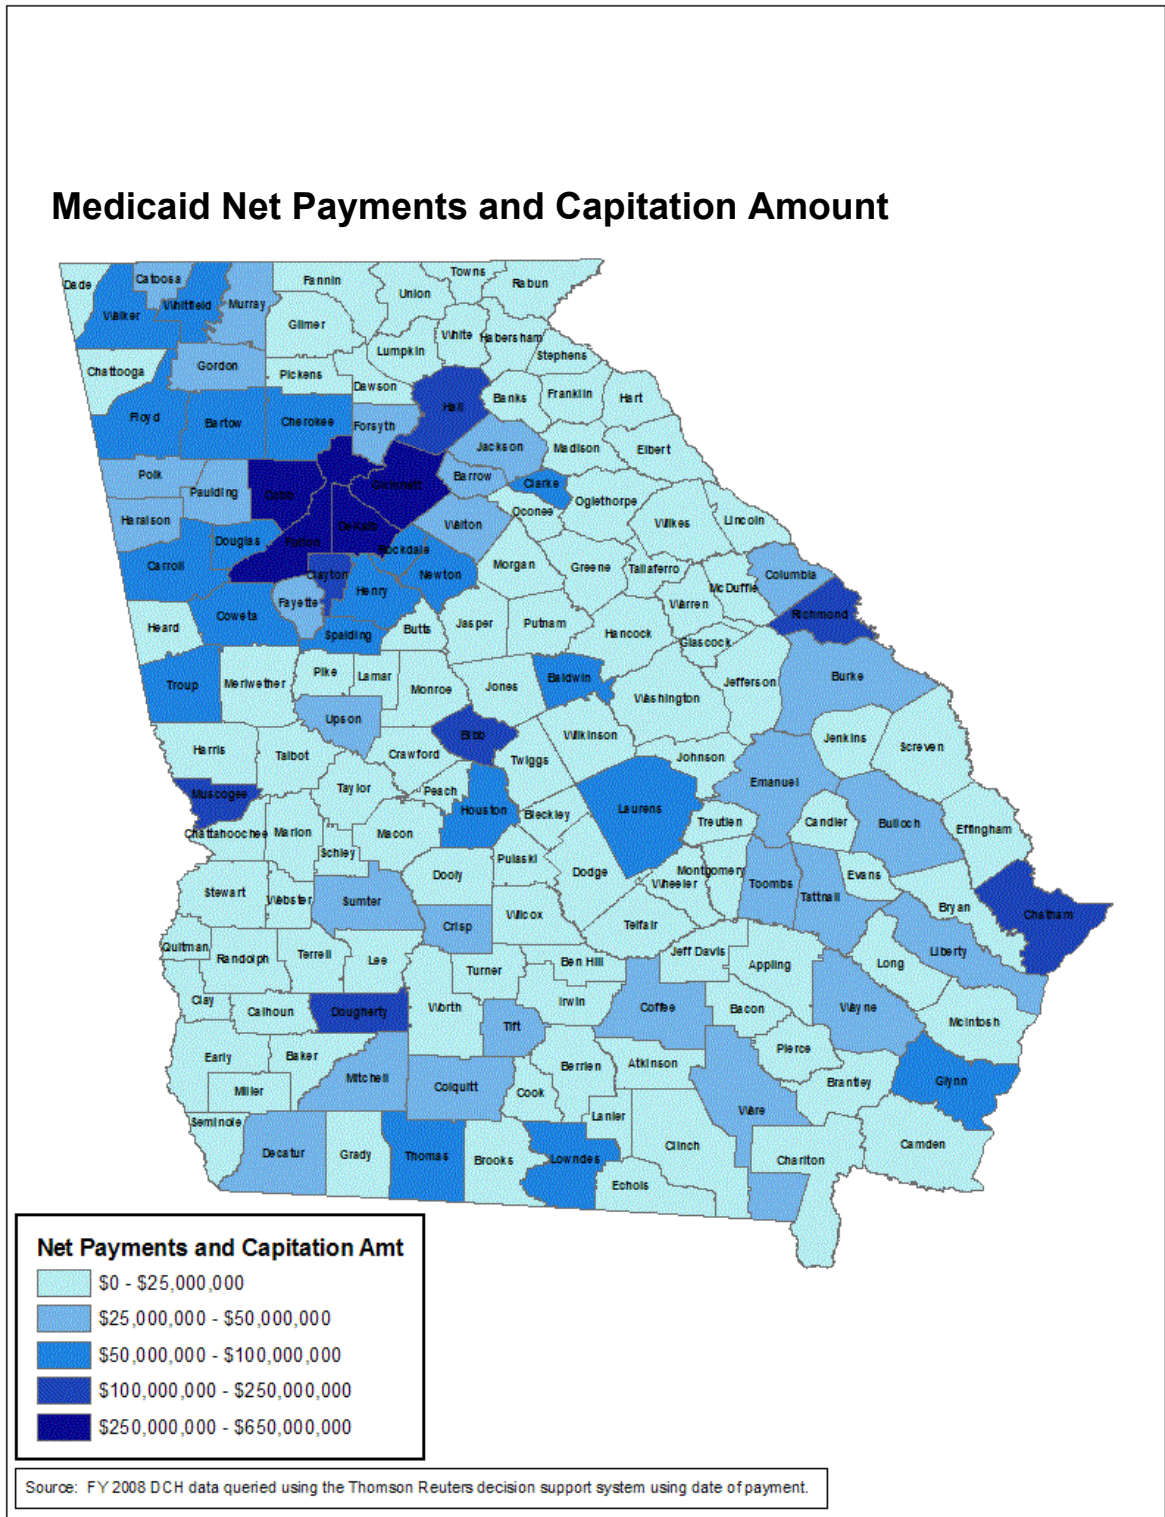 Medicaid Net Payments and Capitation Amount
Dade
Catoosa
Whitfield
Murray
Fannin
Union
Towns
Rabun
Walker
Gilmer
White
Habersham
Lumpkin
Stephens
Chattooga
Gordon
Pickens
Dawson
Banks
Franklin
Hart
Floyd
Bartow
Cherokee
Forsyth
Hall
Jackson
Madison
Elbert
Polk
Paulding
Cobb
Gwinnett
Barrow
Clarke
Oglethorpe
Haralson
Douglas
Fulton
DeKalb
Rockdale
Walton
Oconee
Wilkes
Lincoln
Carroll
Clayton
Henry
Newton
Morgan
Greene
Taliaferro
McDuffie
Columbia
Heard
Coweta
Fayette
Spalding
Butts
Jasper
Putnam
Hancock
Warren
Glascock
Richmond
Troup
Meriwether
Pike
Lamar
Monroe
Jones
Baldwin
Washington
Jefferson
Burke
Upson
Bibb
Wilkinson
Jenkins
Screven
Harris
Talbot
Crawford
Twiggs
Johnson
Emanuel
Muscogee
Taylor
Peach
Houston
Bleckley
Laurens
Treutlen
Candler
Bulloch
Effingham
Chattahoochee
Marion
Schley
Macon
Pulaski
Dodge
Montgomery
Wheeler
Toombs
Tattnall
Evans
Bryan
Chatham
Stewart
Webster
Sumter
Dooly
Crisp
Wilcox
Telfair
Liberty
Quitman
Randolph
Terrell
Lee
Turner
Ben Hill
Jeff Davis
Appling
Long
Clay
Calhoun
Dougherty
Worth
Tift
Irwin
Coffee
Bacon
Wayne
McIntosh
Early
Baker
Miller
Mitchell
Colquitt
Cook
Berrien
Atkinson
Pierce
Brantley
Glynn
Seminole
Decatur
Grady
Thomas
Brooks
Lowndes
Lanier
Echols
Clinch
Ware
Charlton
Camden
Net Payments and Capitation Amt
$0 - $25,000,000
$25,000,000 - $50,000,000
$50,000,000 - $100,000,000
$100,000,000 - $250,000,000
$250,000,000 - $650,000,000
Source: FY 2008 DCH data queried using the Thomson Reuters decision support system using date of payment.